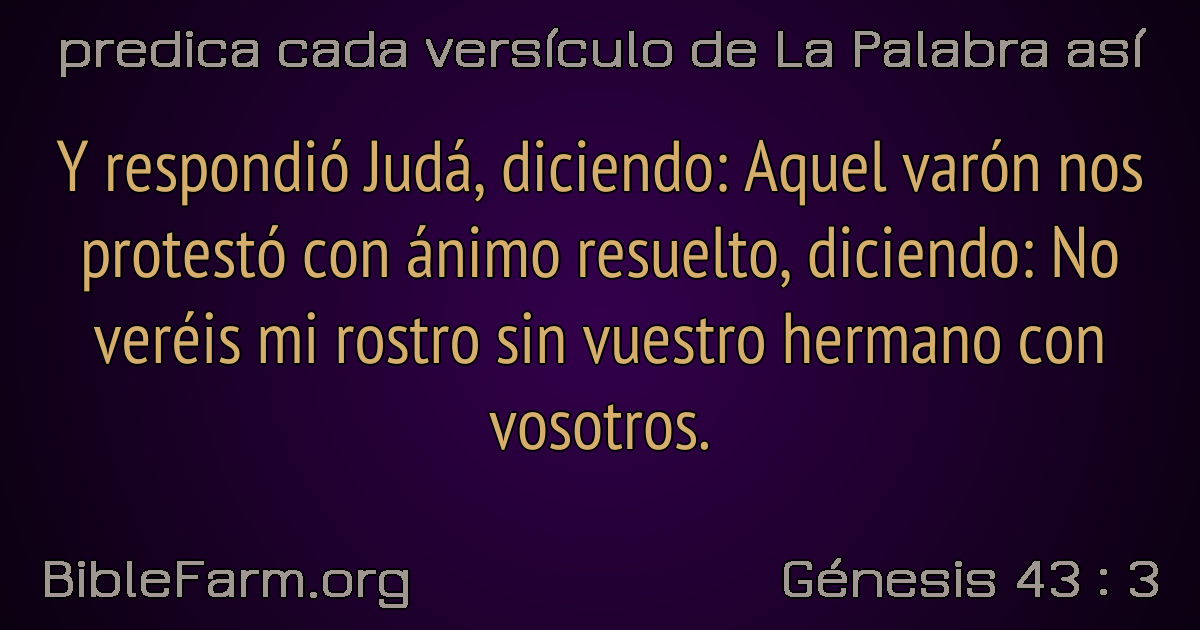 predica cada versículo de La Palabra así
Y respondió Judá, diciendo: Aquel varón nos
protestó con ánimo resuelto, diciendo: No
veréis mi rostro sin vuestro hermano con
vosotros.
BibleFarm.org
Génesis 43 : 3